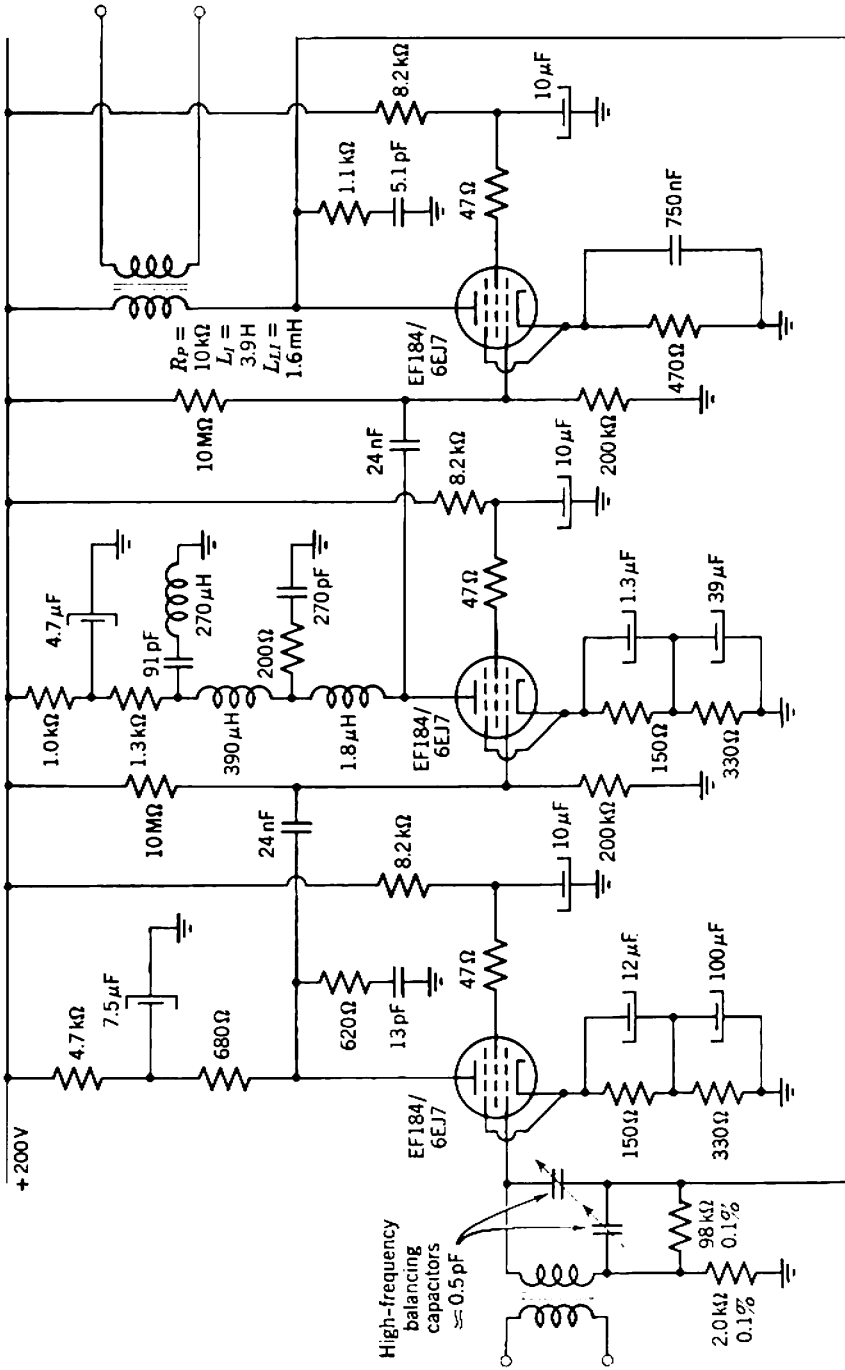 +200V
4.7kΩ
7.5µF
680Ω
620Ω
13pF
24nF
8.2kΩ
10µF
47Ω
EF184/
6EJ7
150Ω
12µF
330Ω
100µF
High-frequency
balancing
capacitors
≈ 0.5pF
98kΩ
0.1%
2.0kΩ
0.1%
10MΩ
200kΩ
1.0kΩ
4.7µF
1.3kΩ
91pF
270µH
390µH
200Ω
270pF
1.8µH
EF184/
6EJ7
47Ω
8.2kΩ
10µF
24nF
150Ω
1.3µF
330Ω
39µF
10MΩ
200kΩ
RP =
10kΩ
LI =
3.9H
LLI =
1.6mH
1.1kΩ
5.1pF
8.2kΩ
10µF
47Ω
EF184/
6EJ7
470Ω
750nF